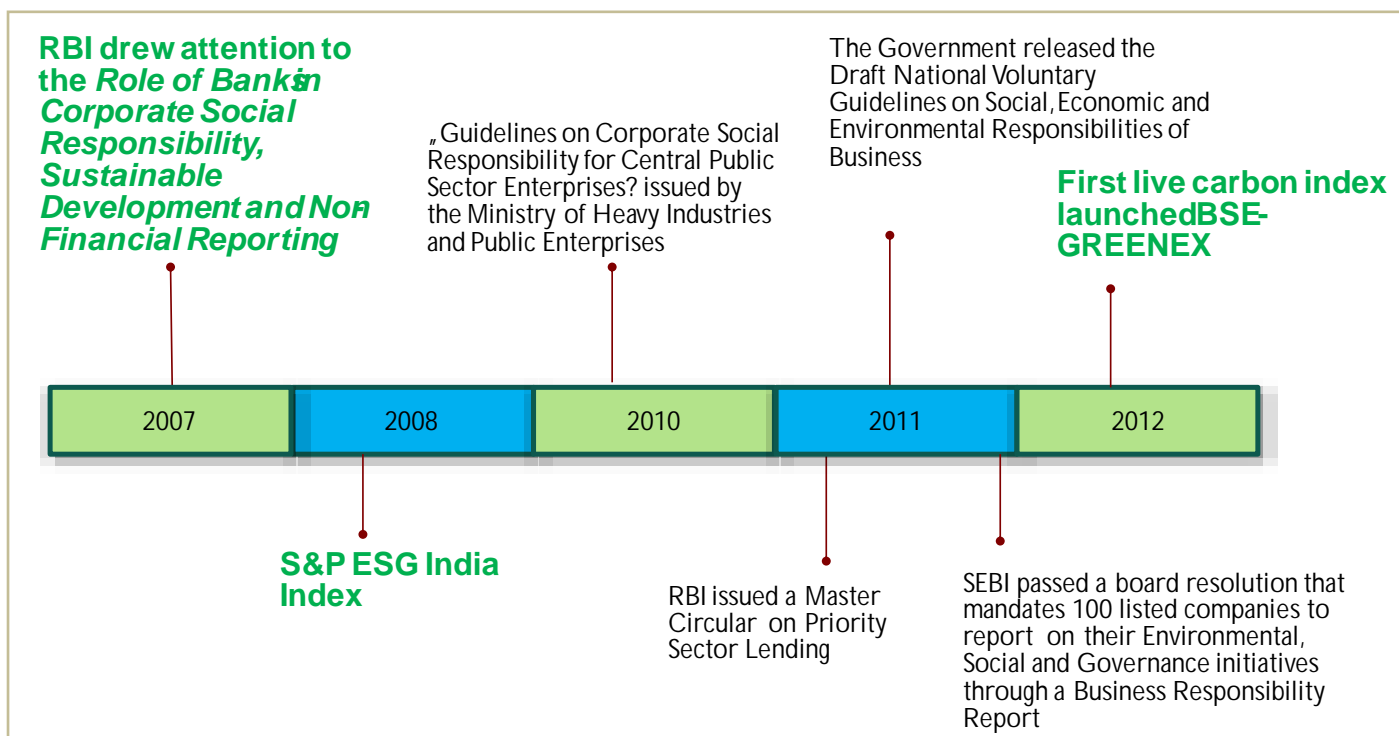 RBI drew attention to
the Role of Banks in
Corporate Social
Responsibility,
Sustainable
Development and Non-
Financial Reporting
„Guidelines on Corporate Social
Responsibility for Central Public
Sector Enterprises? issued by
the Ministry of Heavy Industries
and Public Enterprises
The Government released the
Draft National Voluntary
Guidelines on Social, Economic and
Environmental Responsibilities of
Business
First live carbon index
launchedBSE-
GREENEX
2007
2008
2010
2011
2012
S&P ESG India
Index
RBI issued a Master
Circular on Priority
Sector Lending
SEBI passed a board resolution that
mandates 100 listed companies to
report on their Environmental,
Social and Governance initiatives
through a Business Responsibility
Report